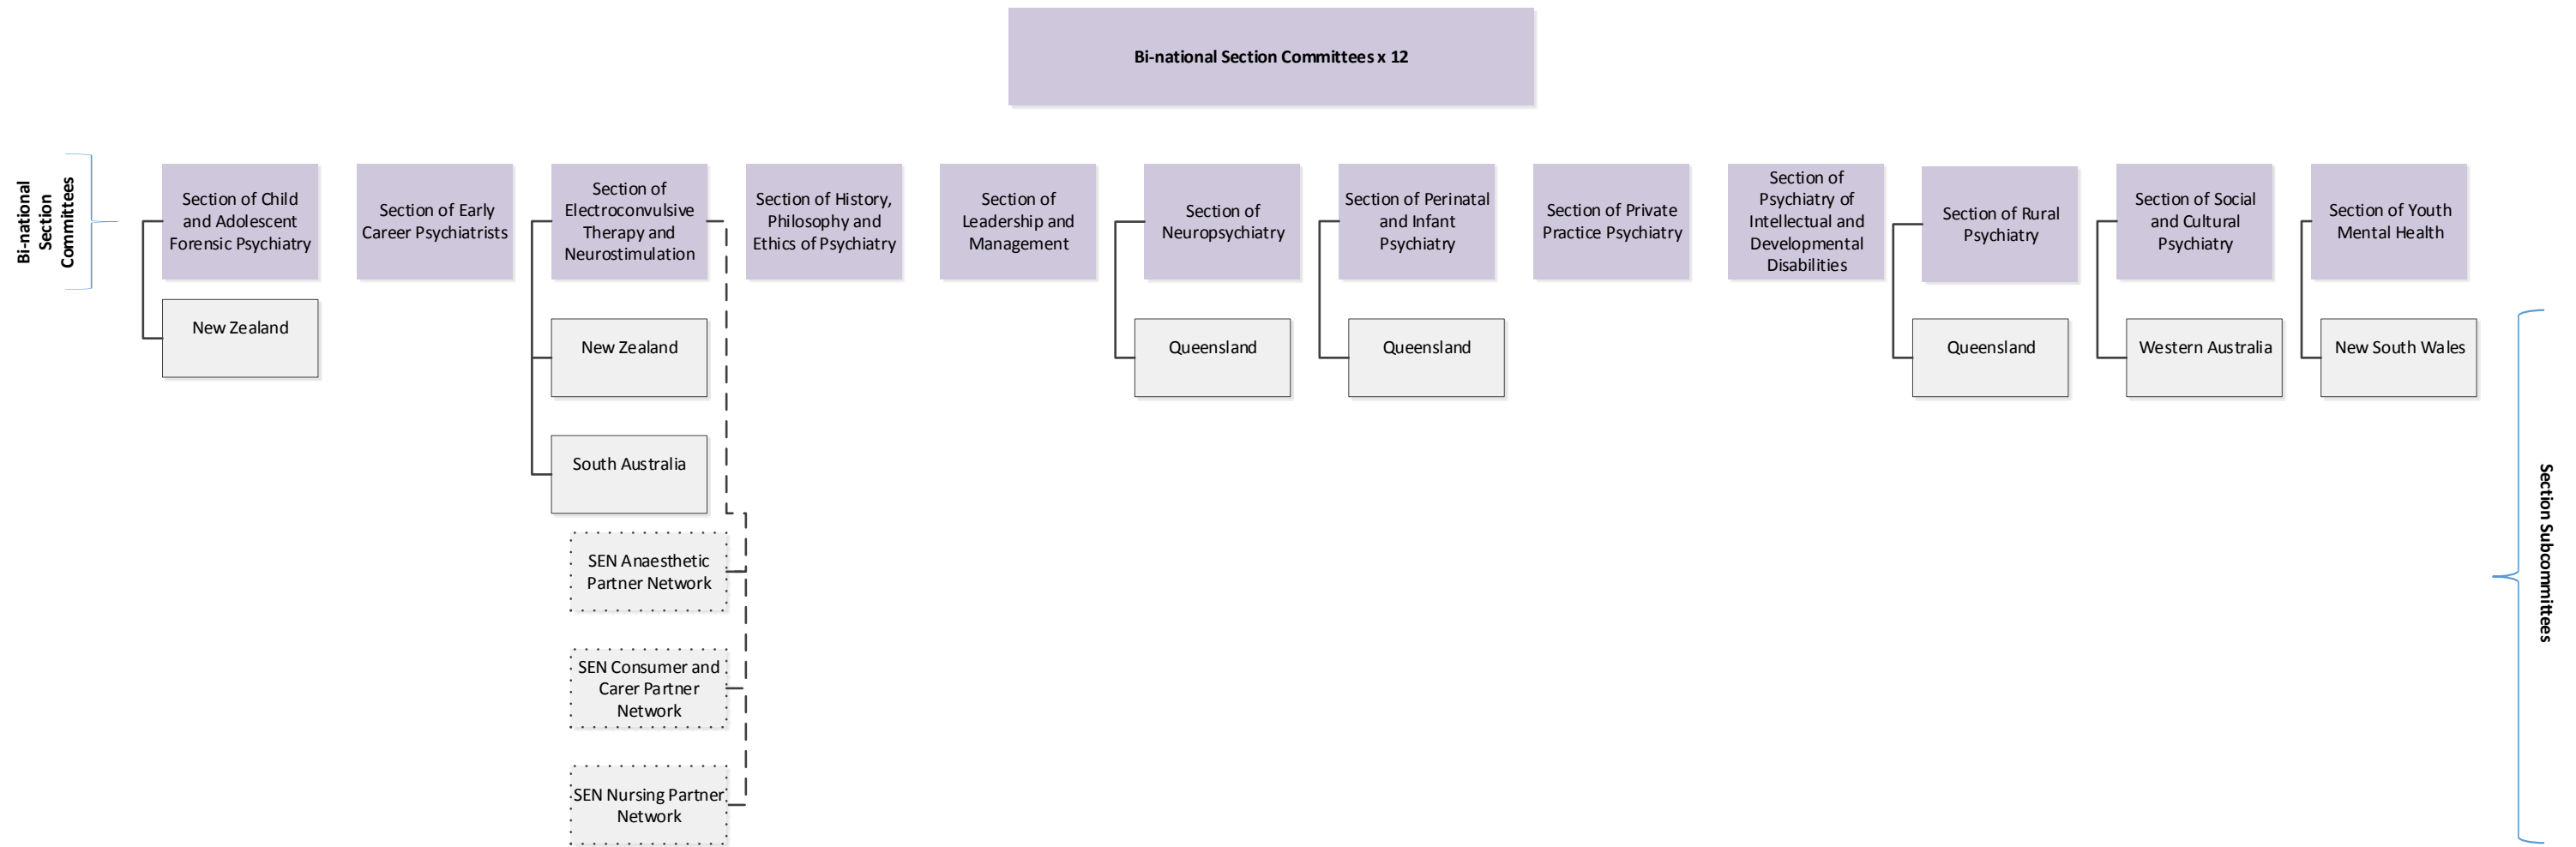 Bi-national Section Committees x 12
Bi-national
Section
Committees
Section of Child
and Adolescent
Forensic Psychiatry
Section of Early
Career Psychiatrists
Section of
Electroconvulsive
Therapy and
Neurostimulation
Section of History,
Philosophy and
Ethics of Psychiatry
Section of
Leadership and
Management
Section of
Neuropsychiatry
Section of Perinatal
and Infant
Psychiatry
Section of Private
Practice Psychiatry
Section of
Psychiatry of
Intellectual and
Developmental
Disabilities
Section of Rural
Psychiatry
Section of Social
and Cultural
Psychiatry
Section of Youth
Mental Health
New Zealand
New Zealand
Queensland
Queensland
Queensland
Western Australia
New South Wales
South Australia
SEN Anaesthetic
Partner Network
SEN Consumer and
Carer Partner
Network
SEN Nursing Partner
Network
Section Subcommittees